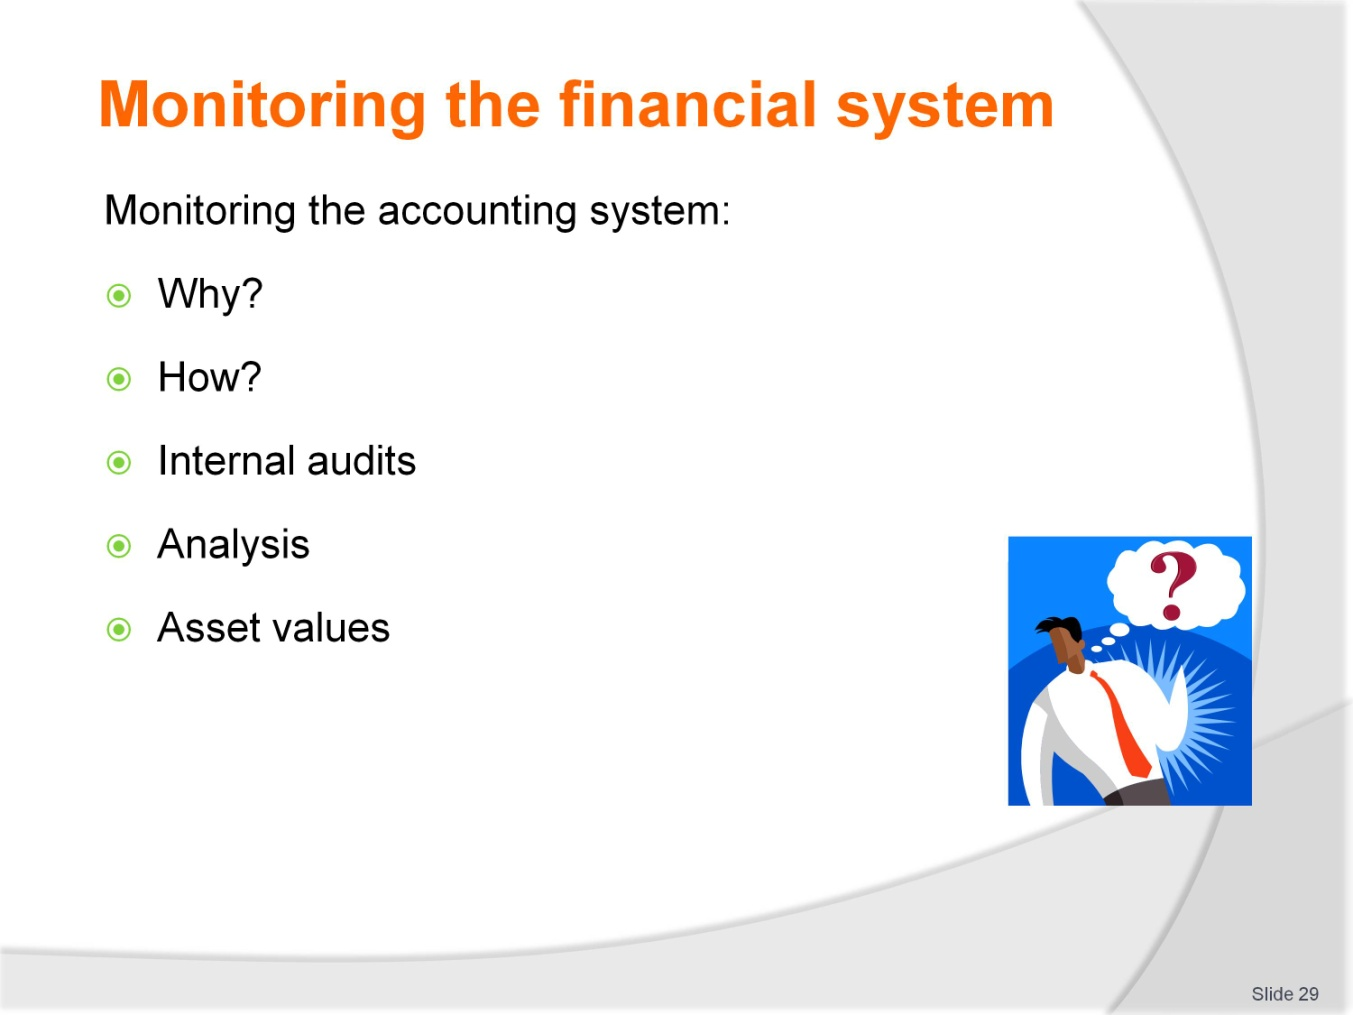 Monitoring the financial system
Monitoring the accounting system:
Why?
How?
Internal audits
Analysis
Asset values
?
Slide 29